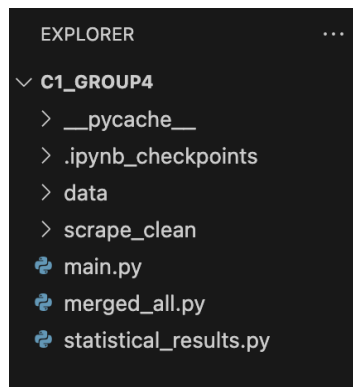 EXPLORER ...
C1_GROUP4
__pycache__
.ipynb_checkpoints
data
scrape_clean
main.py
merged_all.py
statistical_results.py